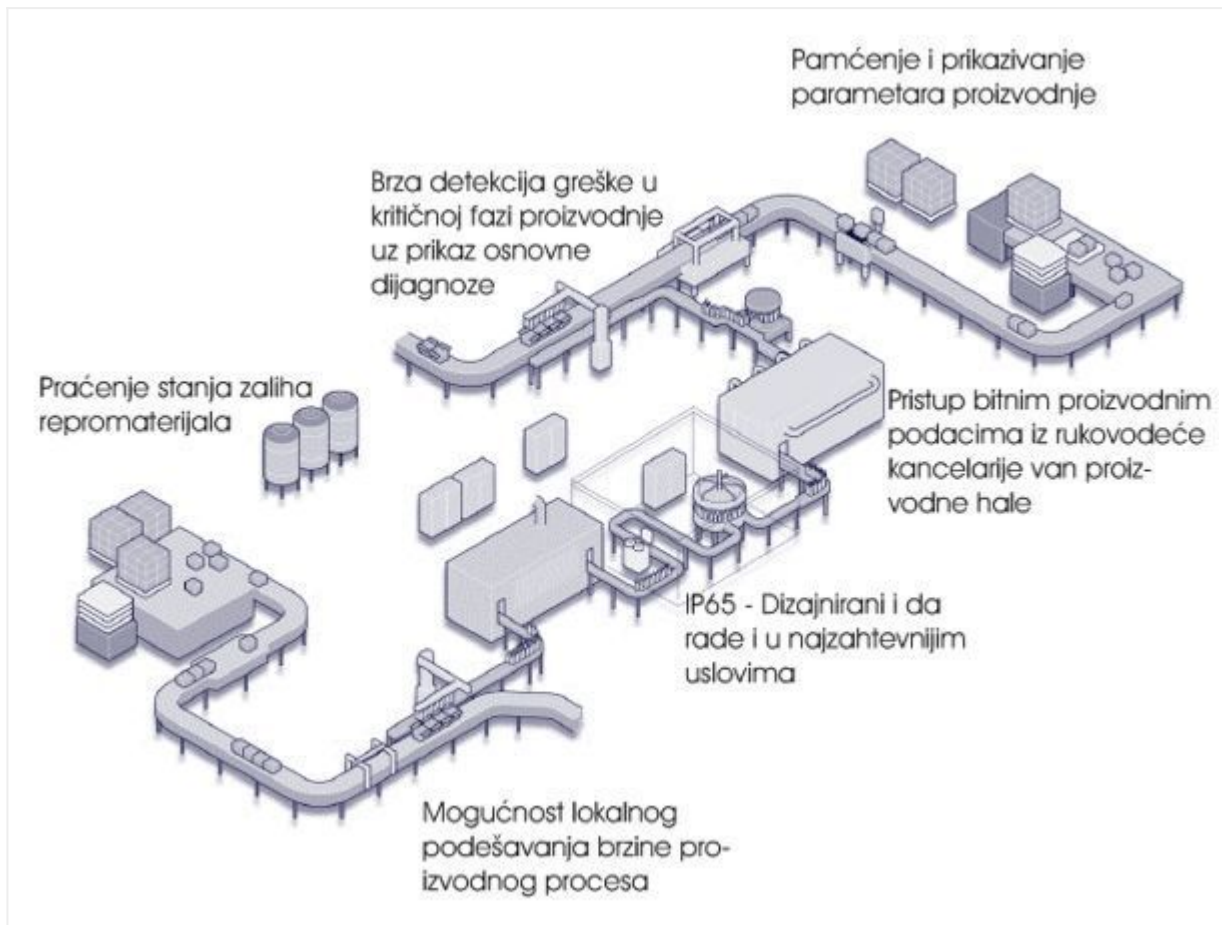 Pamćenje i prikazivanje
parametara proizvodnje
Brza detekcija greške u
kritičnoj fazi proizvodnje
uz prikaz osnovne
dijagnoze
Praćenje stanja zaliha
repromaterijala
Pristup bitnim proizvodnim
podacima iz rukovodeće
kancelarije van proiz-
vodne hale
IP65 - Dizajnirani i da
rade i u najzahtevnijim
uslovima
Mogućnost lokalnog
podešavanja brzine pro-
izvodnog procesa